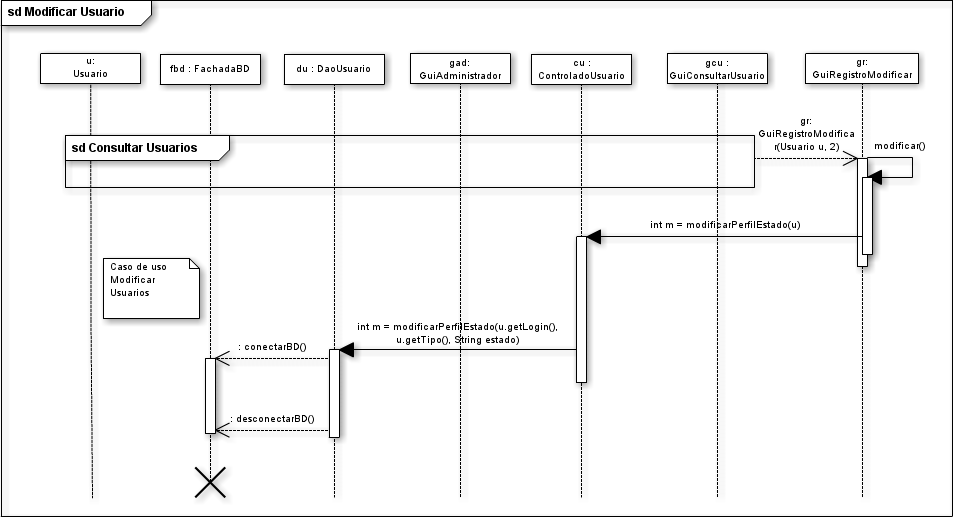 sd Modificar Usuario
u:
Usuario
fbd : FachadaBD
du : DaoUsuario
gad:
GuiAdministrador
cu :
ControladoUsuario
gcu :
GuiConsultarUsuario
gr:
GuiRegistroModificar
sd Consultar Usuarios
gr:
GuiRegistroModifica
r(Usuario u, 2)
modificar()
int m = modificarPerfilEstado(u)
Caso de uso
Modificar
Usuarios
int m = modificarPerfilEstado(u.getLogin(),
u.getTipo(), String estado)
: conectarBD()
: desconectarBD()